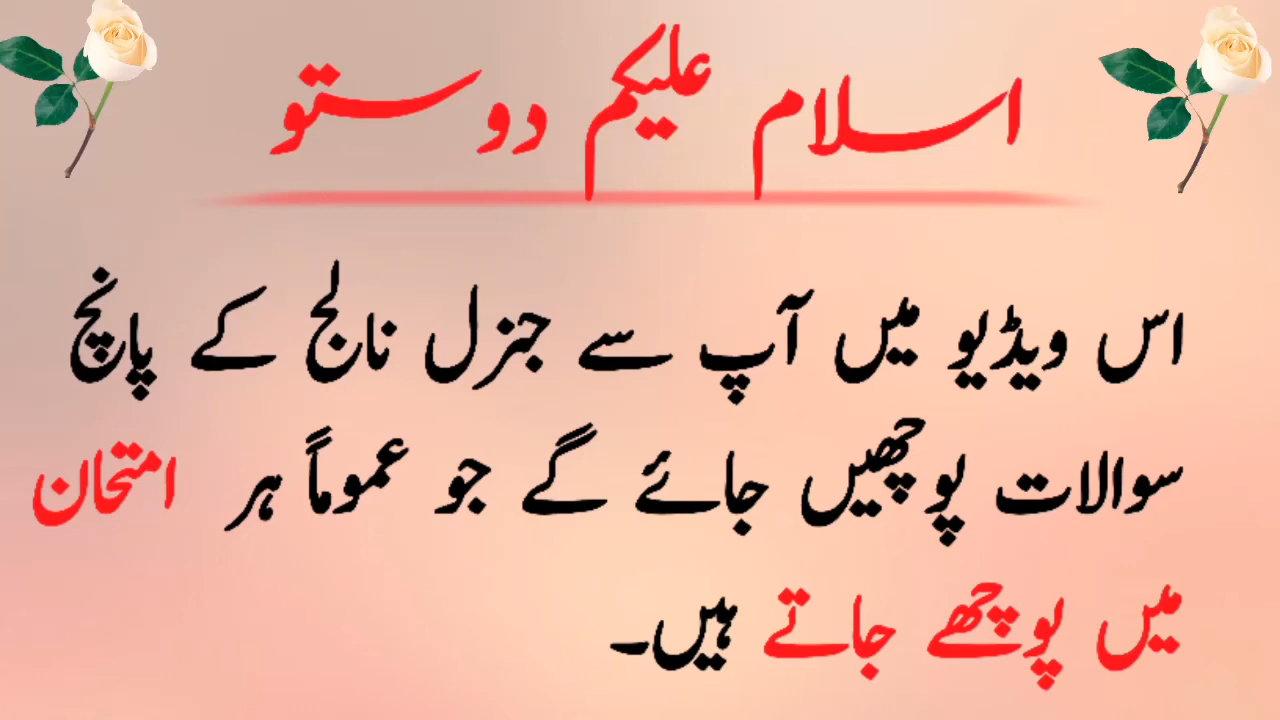 اسلام علیکم دوستو
اس ویڈیو میں آپ سے جنرل نالج کے پانچ
سوالات پوچھیں جائے گے جو عموماً ہر امتحان
میں پوچھے جاتے ہیں۔